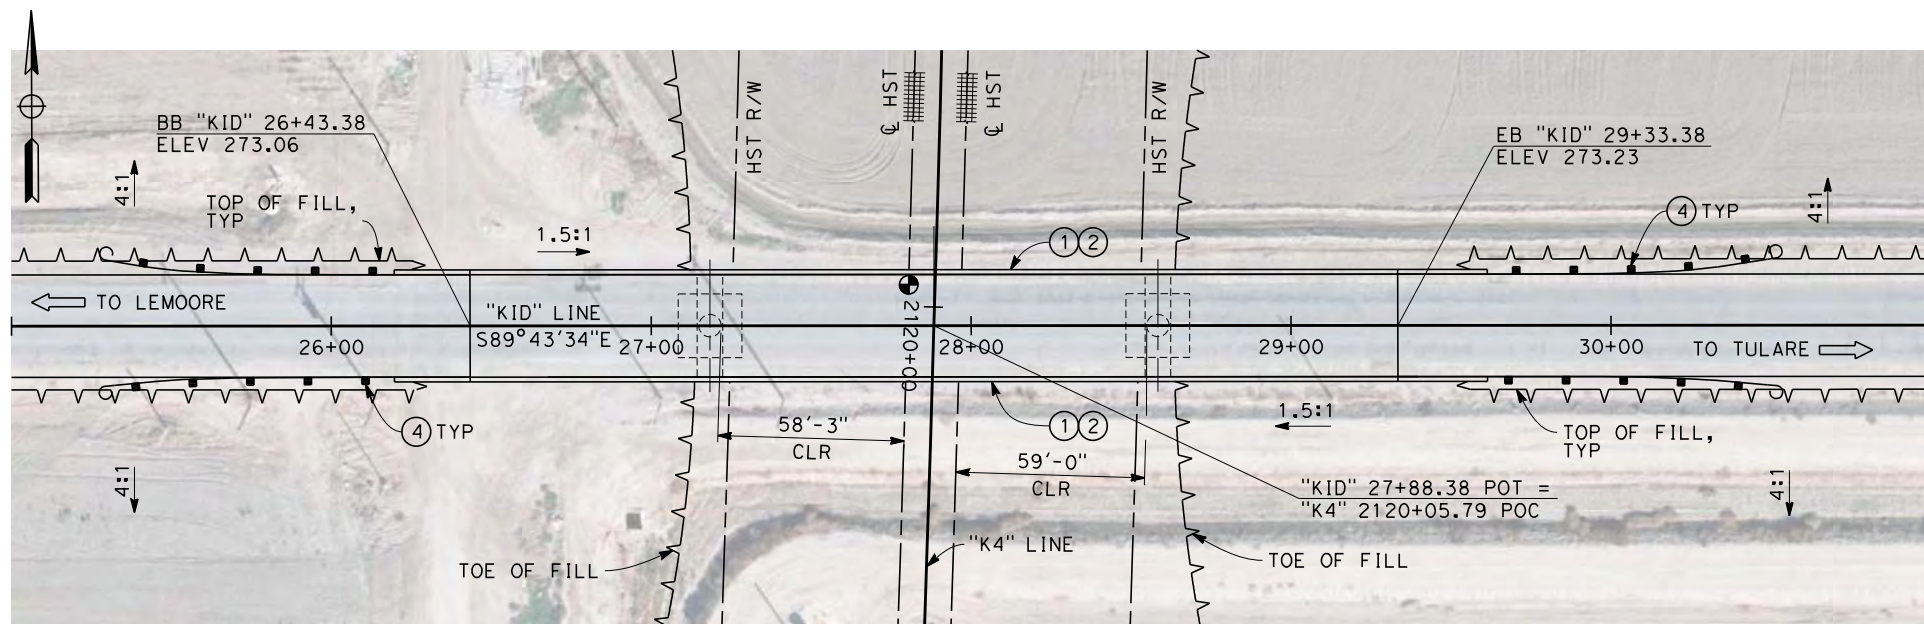 BB "KID" 26+43.38
ELEV 273.06
4:1
TOP OF FILL,
TYP
1.5:1
HST R/W
℄ HST
℄ HST
HST R/W
EB "KID" 29+33.38
ELEV 273.23
4 TYP
4:1
1 2
TO LEMOORE
"KID" LINE
S89°43'34"E
26+00
27+00
2120+00
28+00
29+00
30+00
TO TULARE
4 TYP
4:1
58'-3"
CLR
1 2
59'-0"
CLR
1.5:1
TOP OF FILL,
TYP
4:1
"KID" 27+88.38 POT =
"K4" 2120+05.79 POC
"K4" LINE
TOE OF FILL
TOE OF FILL